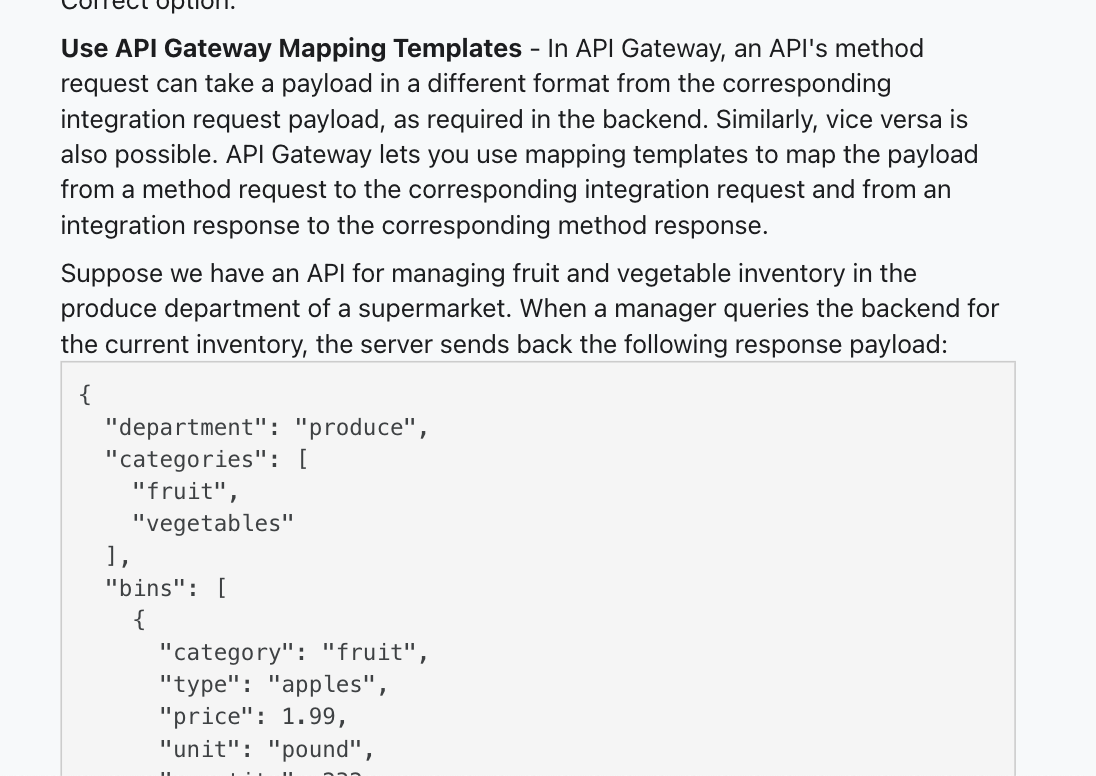 Correct option:
Use API Gateway Mapping Templates - In API Gateway, an API's method
request can take a payload in a different format from the corresponding
integration request payload, as required in the backend. Similarly, vice versa is
also possible. API Gateway lets you use mapping templates to map the payload
from a method request to the corresponding integration request and from an
integration response to the corresponding method response.
Suppose we have an API for managing fruit and vegetable inventory in the
produce department of a supermarket. When a manager queries the backend for
the current inventory, the server sends back the following response payload:
{
  "department": "produce",
  "categories": [
    "fruit",
    "vegetables"
  ],
  "bins": [
    {
      "category": "fruit",
      "type": "apples",
      "price": 1.99,
      "unit": "pound",